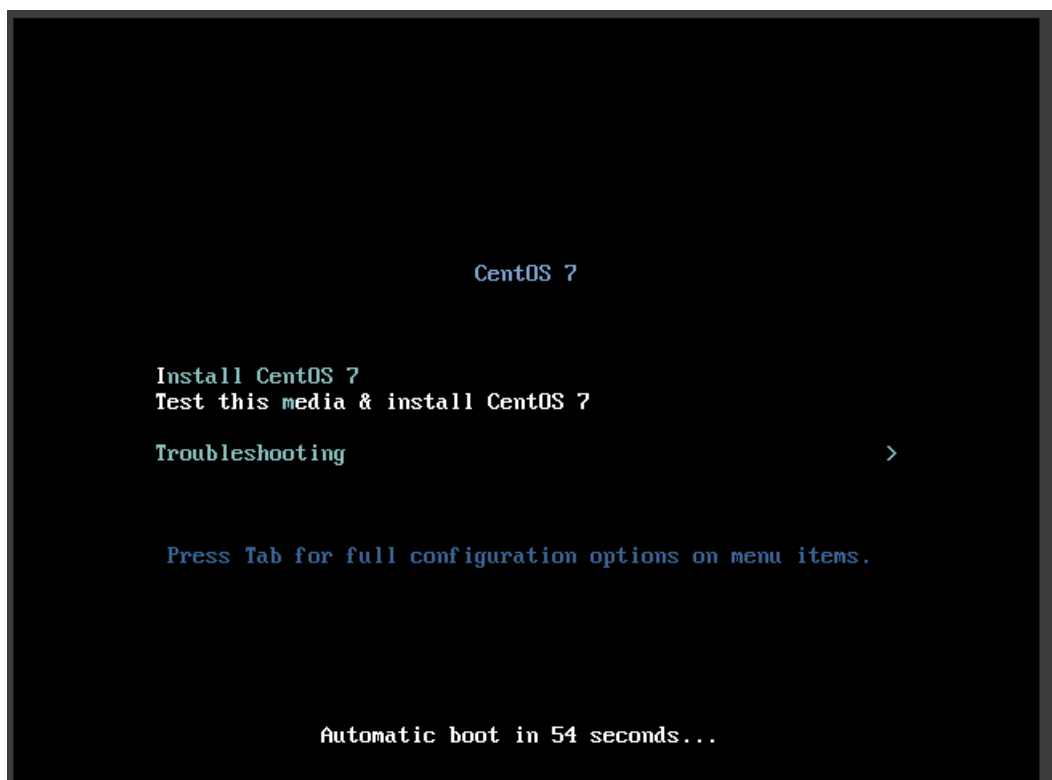 CentOS 7
Install CentOS 7
Test this media & install CentOS 7
Troubleshooting >
Press Tab for full configuration options on menu items.
Automatic boot in 54 seconds...